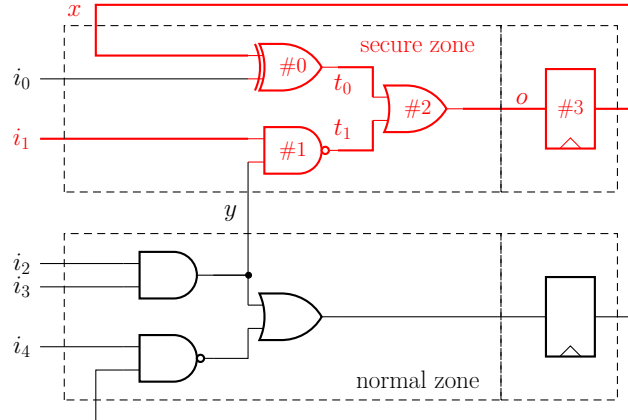 x
secure zone
i₀
#0
t₀
#2
o
#3
i₁
#1
t₁
y
i₂
i₃
i₄
normal zone